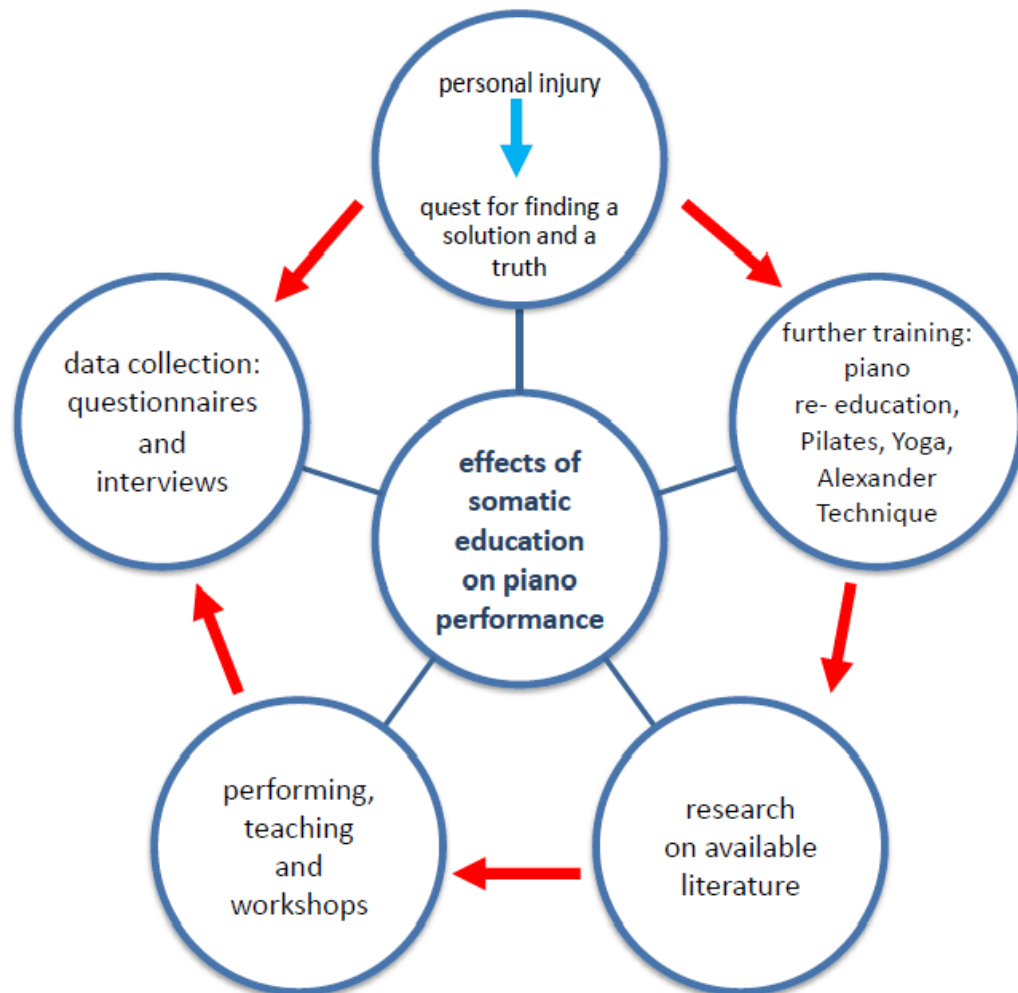 personal injury
quest for finding a
solution and a
truth
further training:
piano
re- education,
Pilates, Yoga,
Alexander
Technique
data collection:
questionnaires
and
interviews
effects of
somatic
education
on piano
performance
performing,
teaching
and
workshops
research
on available
literature